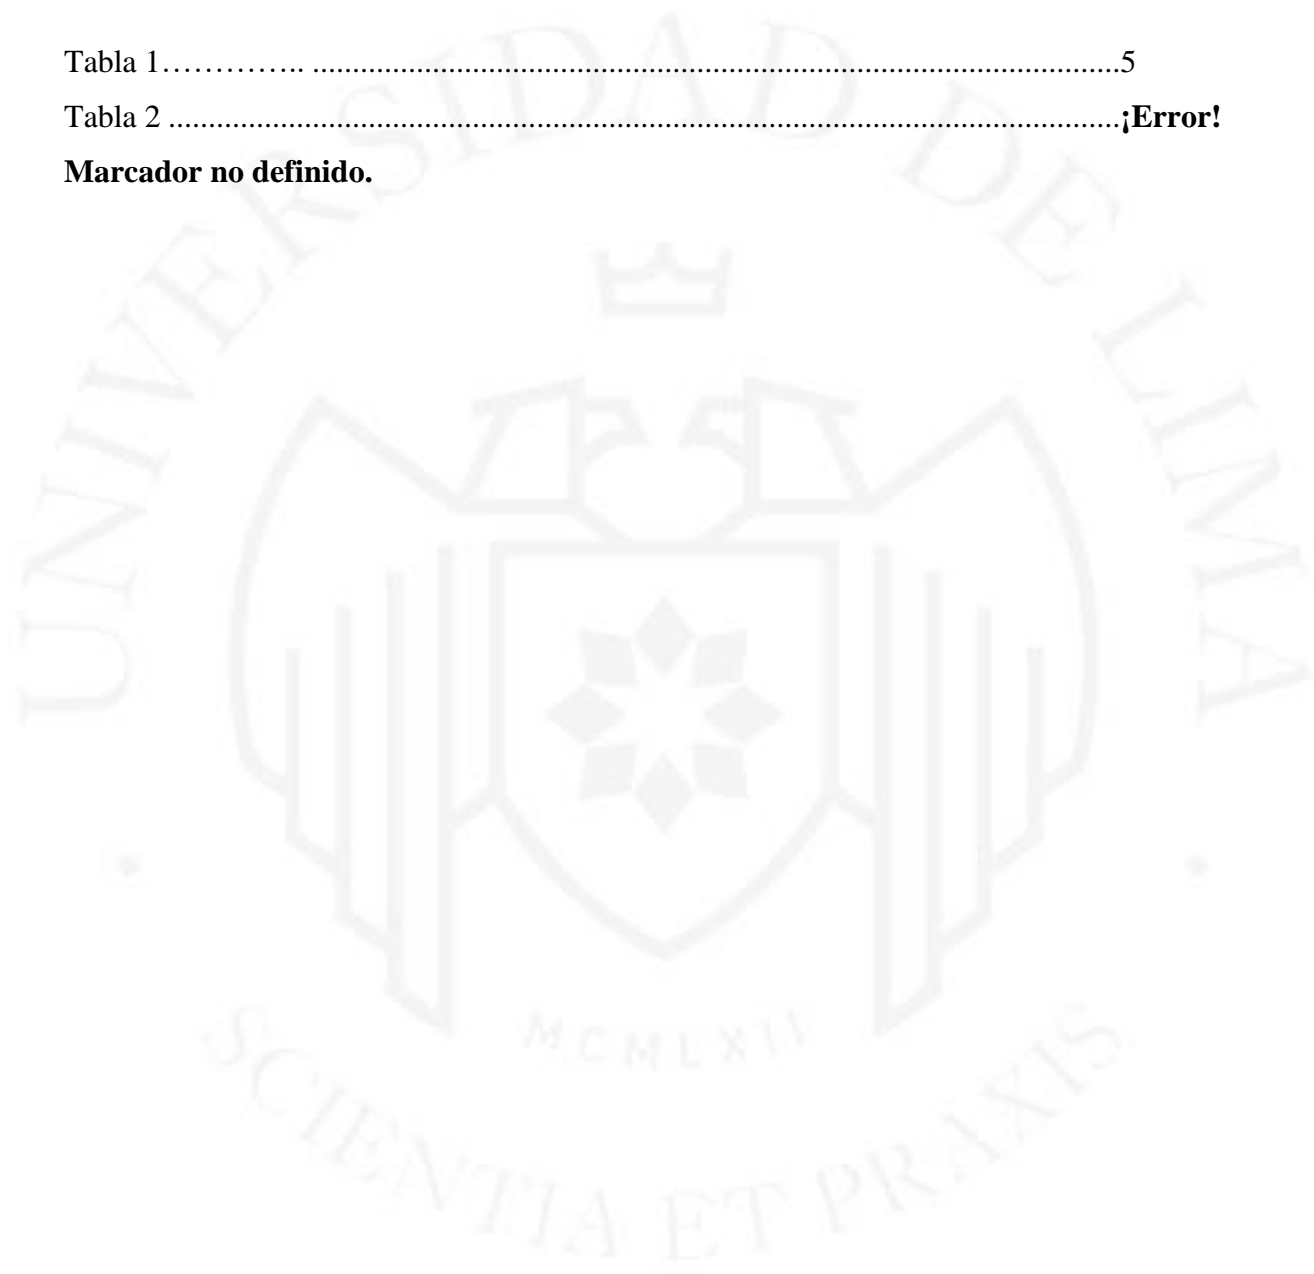 Tabla 1………….. .....................................................................................................5
Tabla 2 .......................................................................................................................¡Error!
Marcador no definido.
UNIVERSIDAD DE LIMA
MCMLXII
SCIENTIA ET PRAXIS